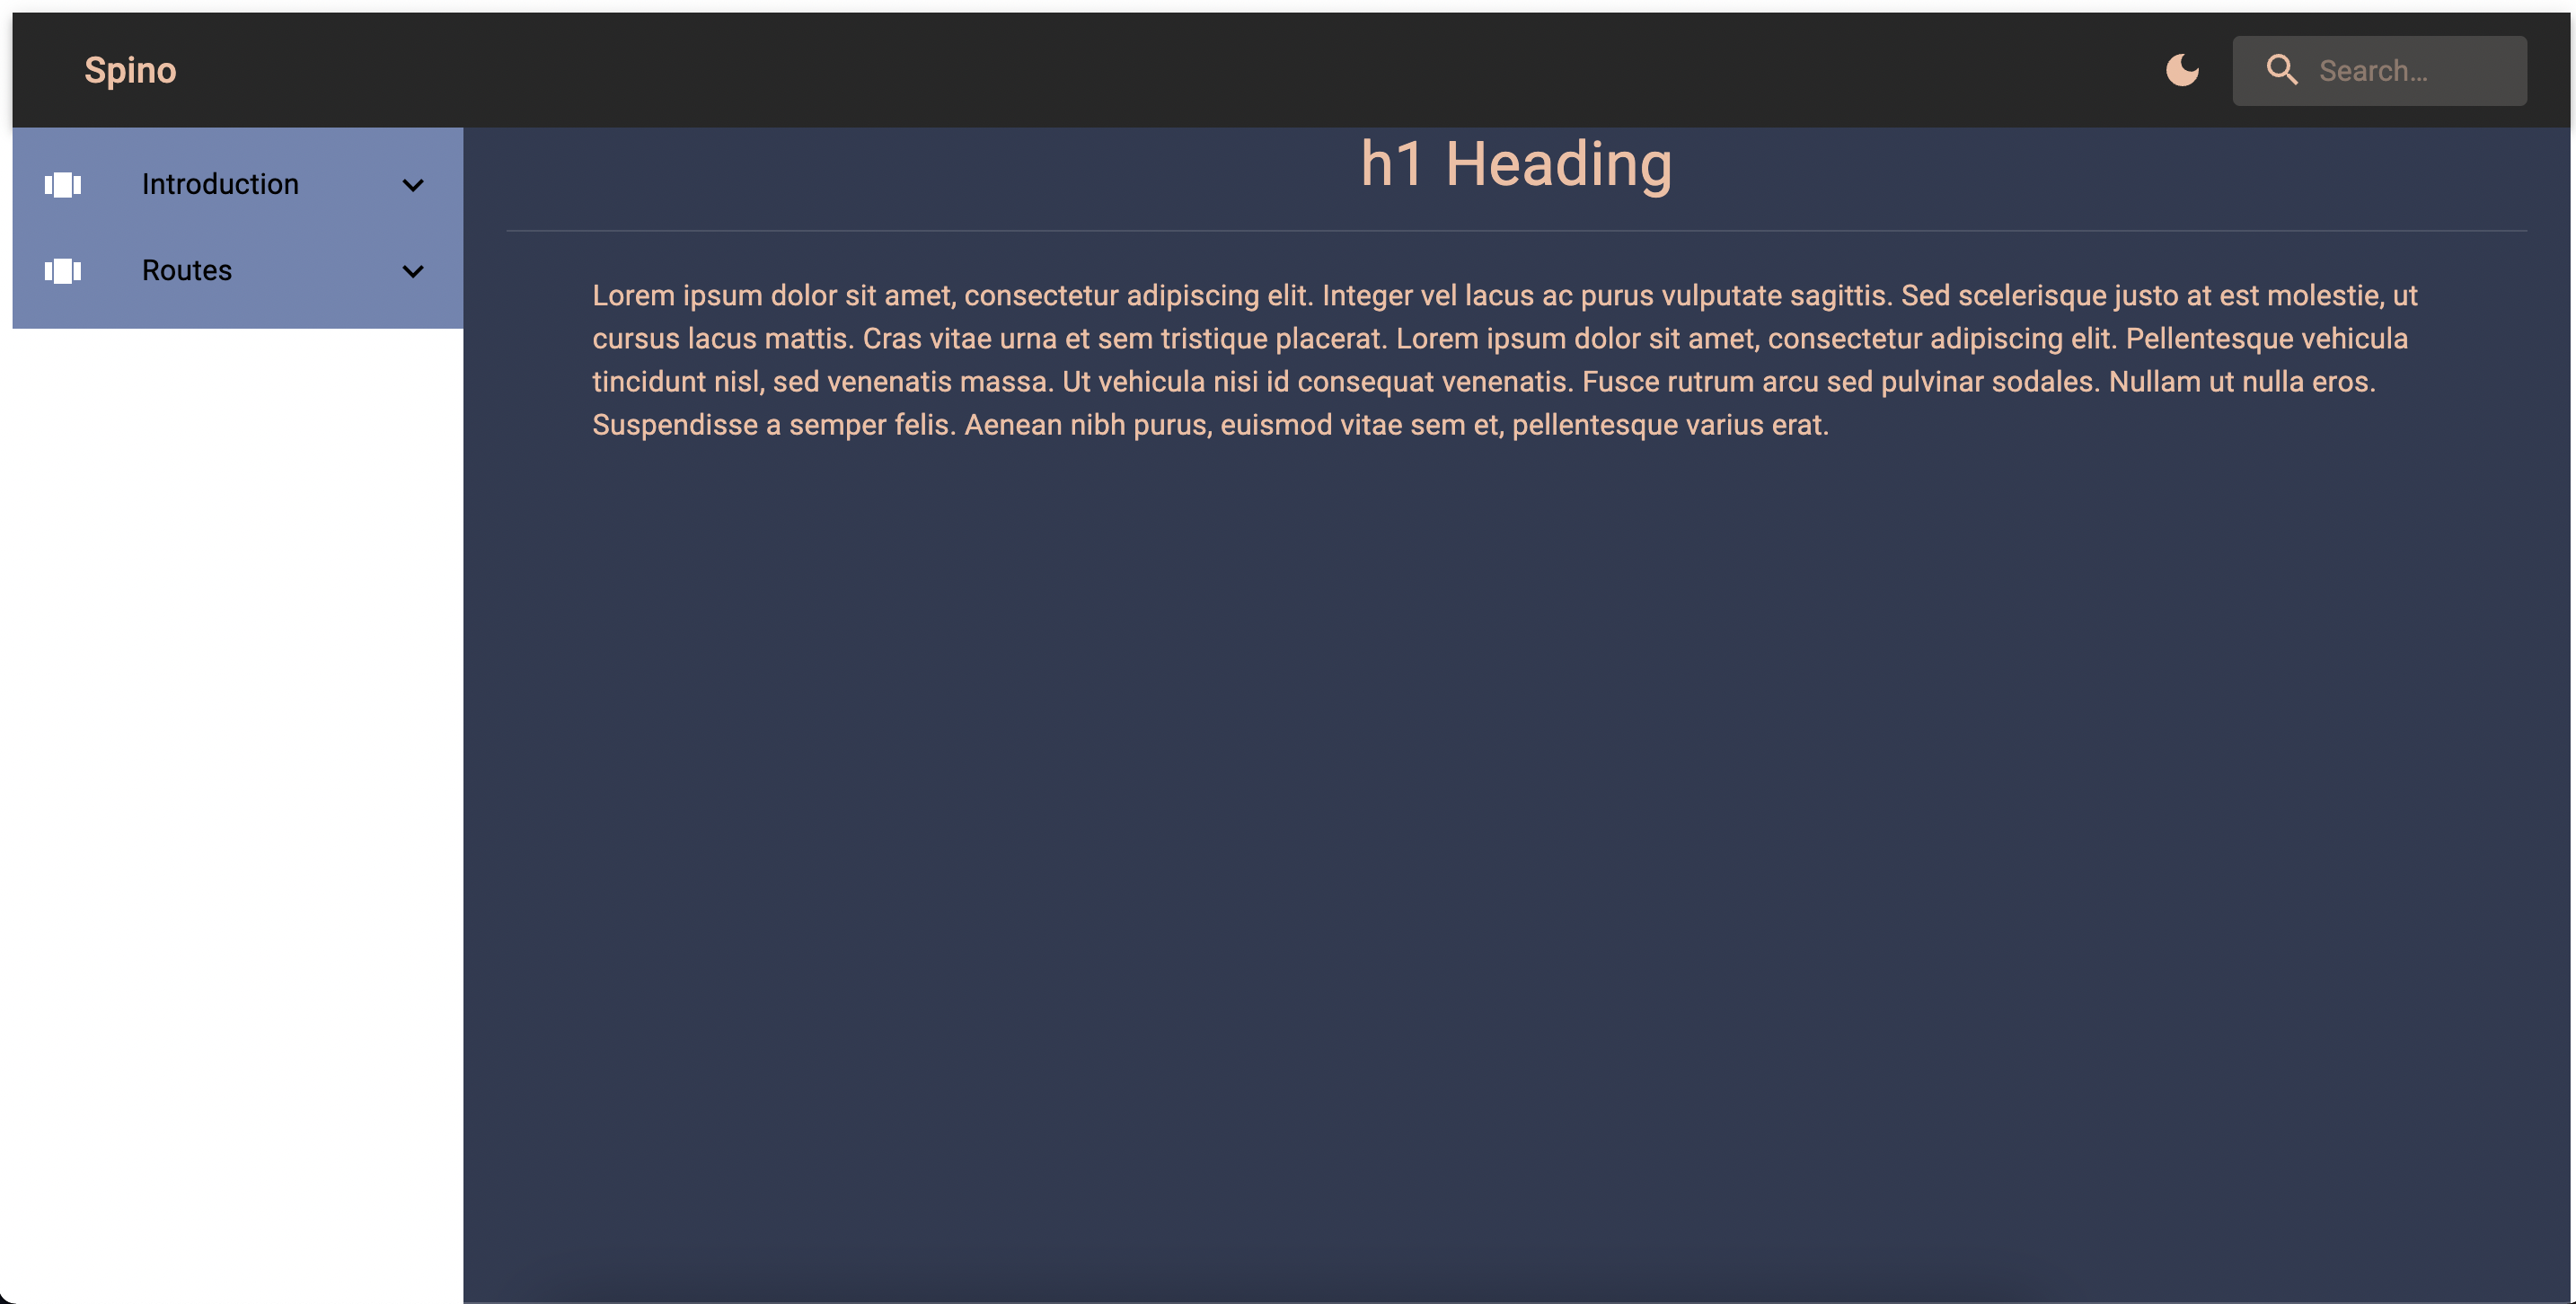 Spino
Search…
Introduction
Routes
h1 Heading
Lorem ipsum dolor sit amet, consectetur adipiscing elit. Integer vel lacus ac purus vulputate sagittis. Sed scelerisque justo at est molestie, ut
cursus lacus mattis. Cras vitae urna et sem tristique placerat. Lorem ipsum dolor sit amet, consectetur adipiscing elit. Pellentesque vehicula
tincidunt nisl, sed venenatis massa. Ut vehicula nisi id consequat venenatis. Fusce rutrum arcu sed pulvinar sodales. Nullam ut nulla eros.
Suspendisse a semper felis. Aenean nibh purus, euismod vitae sem et, pellentesque varius erat.